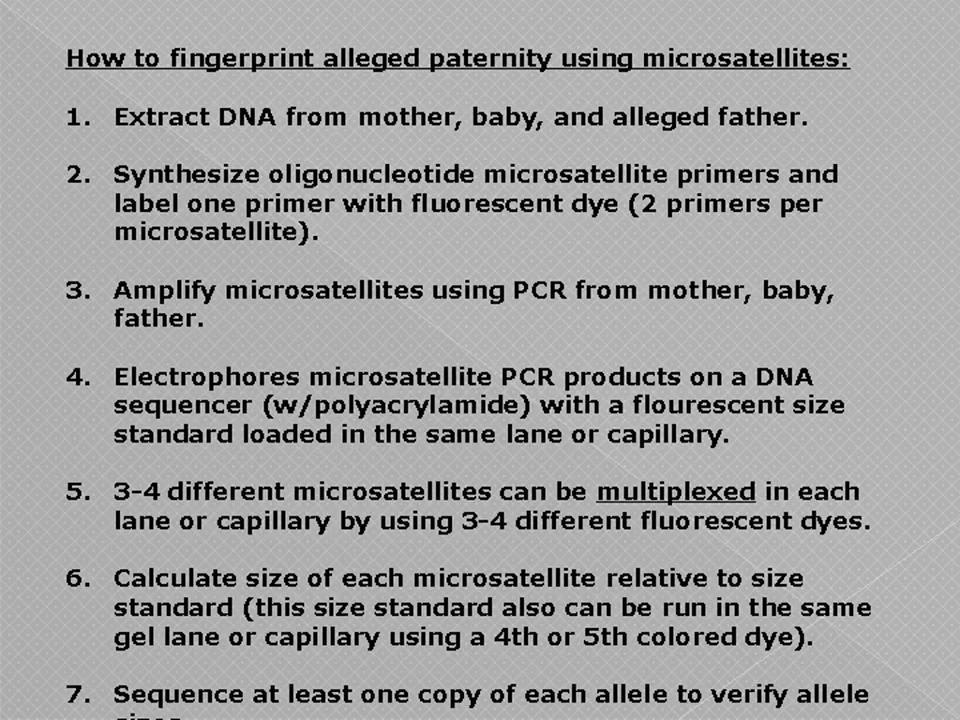 How to fingerprint alleged paternity using microsatellites:
1. Extract DNA from mother, baby, and alleged father.
2. Synthesize oligonucleotide microsatellite primers and
label one primer with fluorescent dye (2 primers per
microsatellite).
3. Amplify microsatellites using PCR from mother, baby,
father.
4. Electrophores microsatellite PCR products on a DNA
sequencer (w/polyacrylamide) with a flourescent size
standard loaded in the same lane or capillary.
5. 3-4 different microsatellites can be multiplexed in each
lane or capillary by using 3-4 different fluorescent dyes.
6. Calculate size of each microsatellite relative to size
standard (this size standard also can be run in the same
gel lane or capillary using a 4th or 5th colored dye).
7. Sequence at least one copy of each allele to verify allele